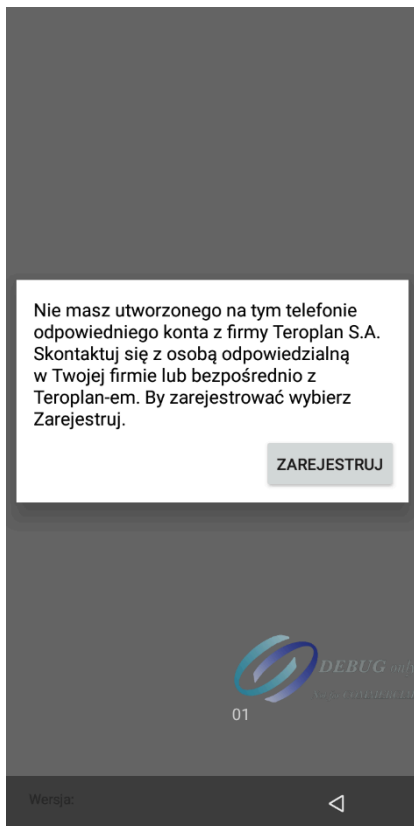 Nie masz utworzonego na tym telefonie
odpowiedniego konta z firmy Teroplan S.A.
Skontaktuj się z osobą odpowiedzialną
w Twojej firmie lub bezpośrednio z
Teroplan-em. By zarejestrować wybierz
Zarejestruj.
ZAREJESTRUJ
DEBUG only
01
Wersja: